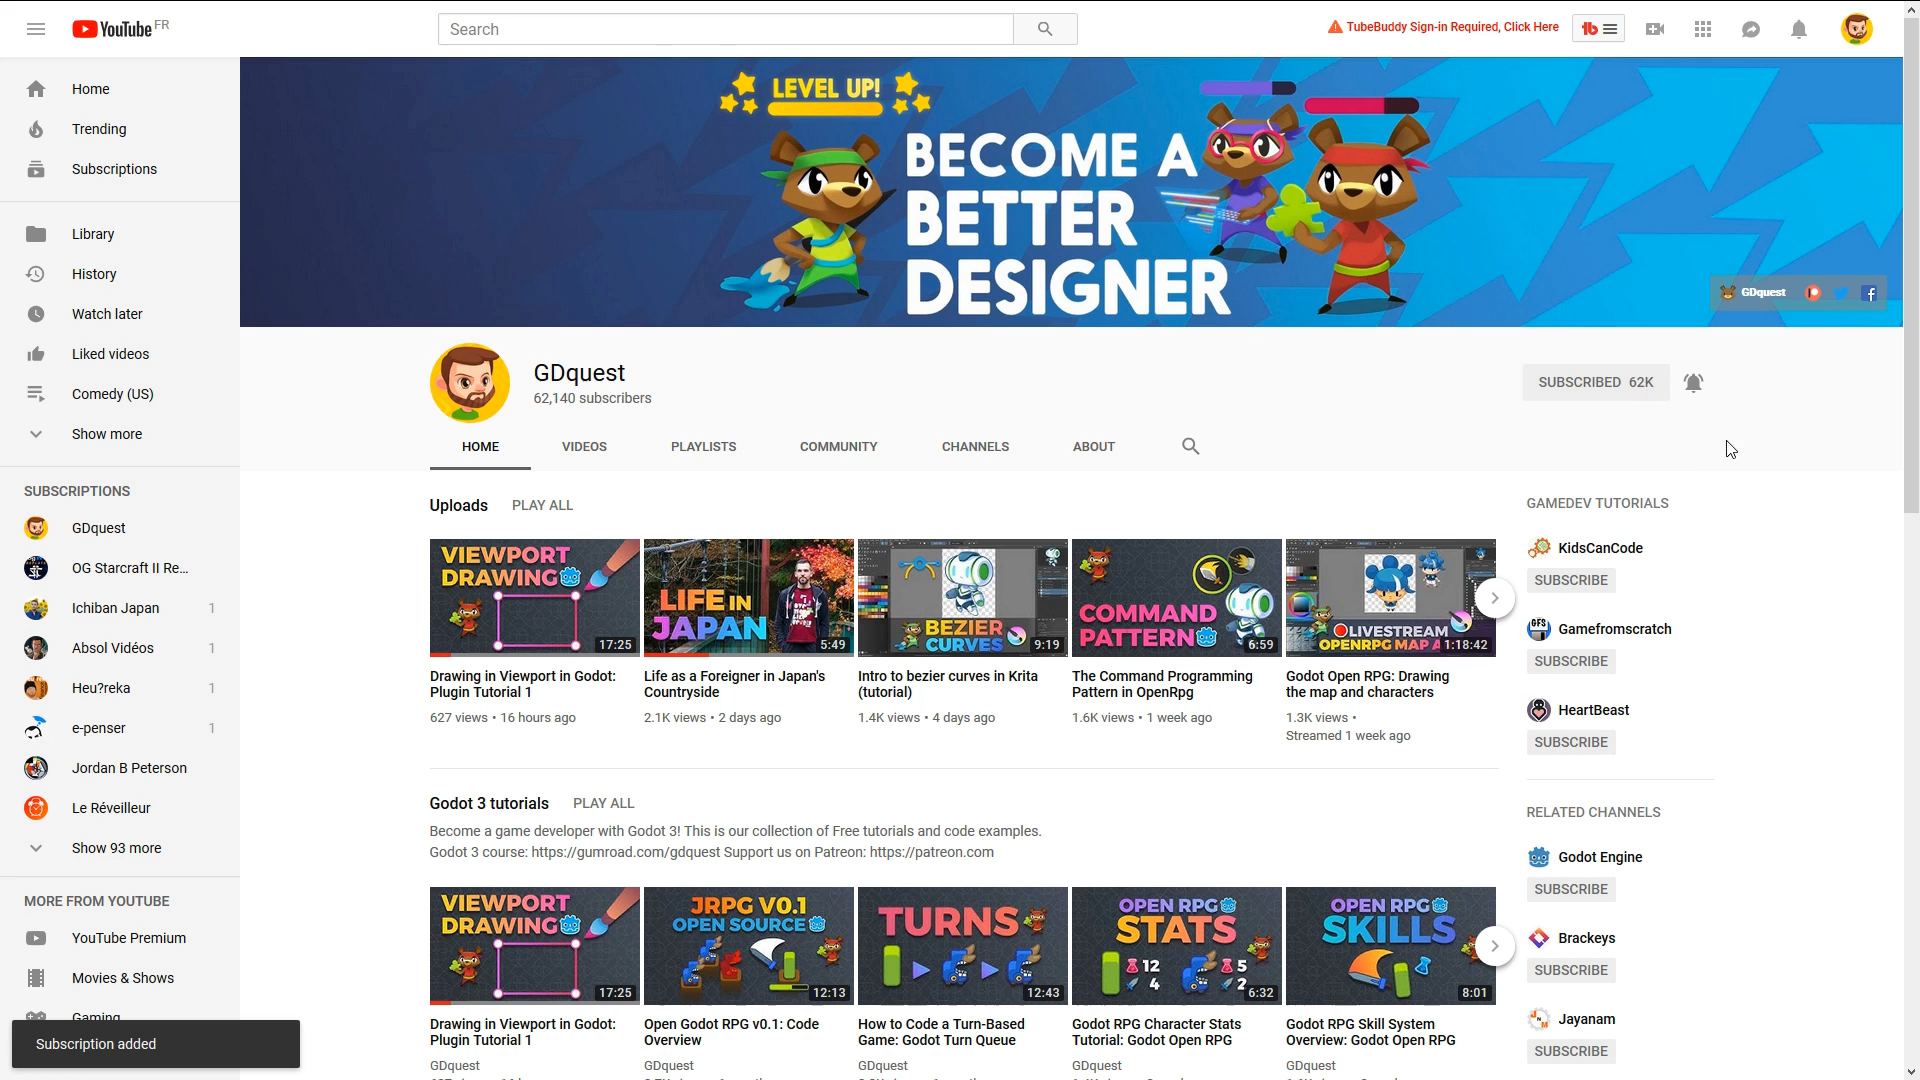 YouTube FR
Search
TubeBuddy Sign-in Required, Click Here
Home
Trending
Subscriptions
Library
History
Watch later
Liked videos
Comedy (US)
Show more
SUBSCRIPTIONS
GDquest
OG Starcraft II Re...
Ichiban Japan 1
Absol Vidéos 1
Heu?reka 1
e-penser 1
Jordan B Peterson
Le Réveilleur
Show 93 more
MORE FROM YOUTUBE
YouTube Premium
Movies & Shows
Gaming
Subscription added
LEVEL UP!
BECOME A
BETTER
DESIGNER
GDquest
GDquest
62,140 subscribers
SUBSCRIBED 62K
HOME VIDEOS PLAYLISTS COMMUNITY CHANNELS ABOUT
Uploads PLAY ALL
VIEWPORT
DRAWING
17:25
Drawing in Viewport in Godot:
Plugin Tutorial 1
627 views • 16 hours ago
LIFE IN
JAPAN
5:49
Life as a Foreigner in Japan's
Countryside
2.1K views • 2 days ago
BEZIER
CURVES
9:19
Intro to bezier curves in Krita
(tutorial)
1.4K views • 4 days ago
COMMAND
PATTERN
6:59
The Command Programming
Pattern in OpenRpg
1.6K views • 1 week ago
LIVESTREAM
OPENRPG MAP A
1:18:42
Godot Open RPG: Drawing
the map and characters
1.3K views •
Streamed 1 week ago
Godot 3 tutorials PLAY ALL
Become a game developer with Godot 3! This is our collection of Free tutorials and code examples.
Godot 3 course: https://gumroad.com/gdquest Support us on Patreon: https://patreon.com
VIEWPORT
DRAWING
17:25
Drawing in Viewport in Godot:
Plugin Tutorial 1
GDquest
JRPG V0.1
OPEN SOURCE
12:13
Open Godot RPG v0.1: Code
Overview
GDquest
TURNS
12:43
How to Code a Turn-Based
Game: Godot Turn Queue
GDquest
OPEN RPG
STATS
12
4
5
2
6:32
Godot RPG Character Stats
Tutorial: Godot Open RPG
GDquest
OPEN RPG
SKILLS
8:01
Godot RPG Skill System
Overview: Godot Open RPG
GDquest
GAMEDEV TUTORIALS
KidsCanCode
SUBSCRIBE
GFS
Gamefromscratch
SUBSCRIBE
HeartBeast
SUBSCRIBE
RELATED CHANNELS
Godot Engine
SUBSCRIBE
Brackeys
SUBSCRIBE
Jayanam
SUBSCRIBE